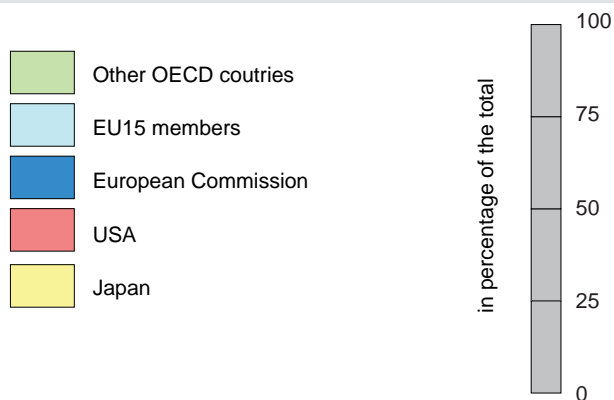 Other OECD coutries
EU15 members
European Commission
USA
Japan
in percentage of the total
100
75
50
25
0